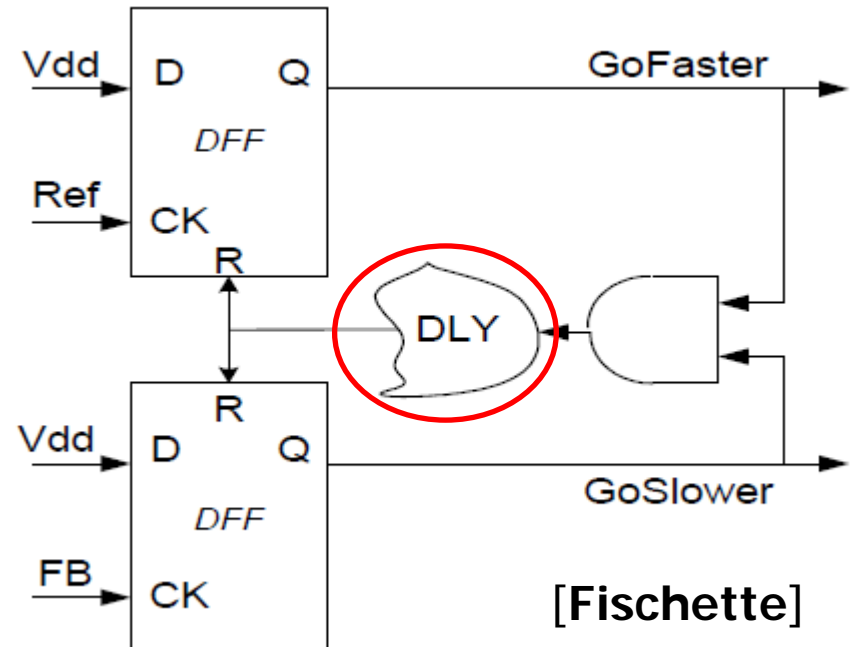 Vdd
D
Q
GoFaster
DFF
Ref
CK
R
DLY
R
Vdd
D
Q
GoSlower
DFF
FB
CK
[Fischette]